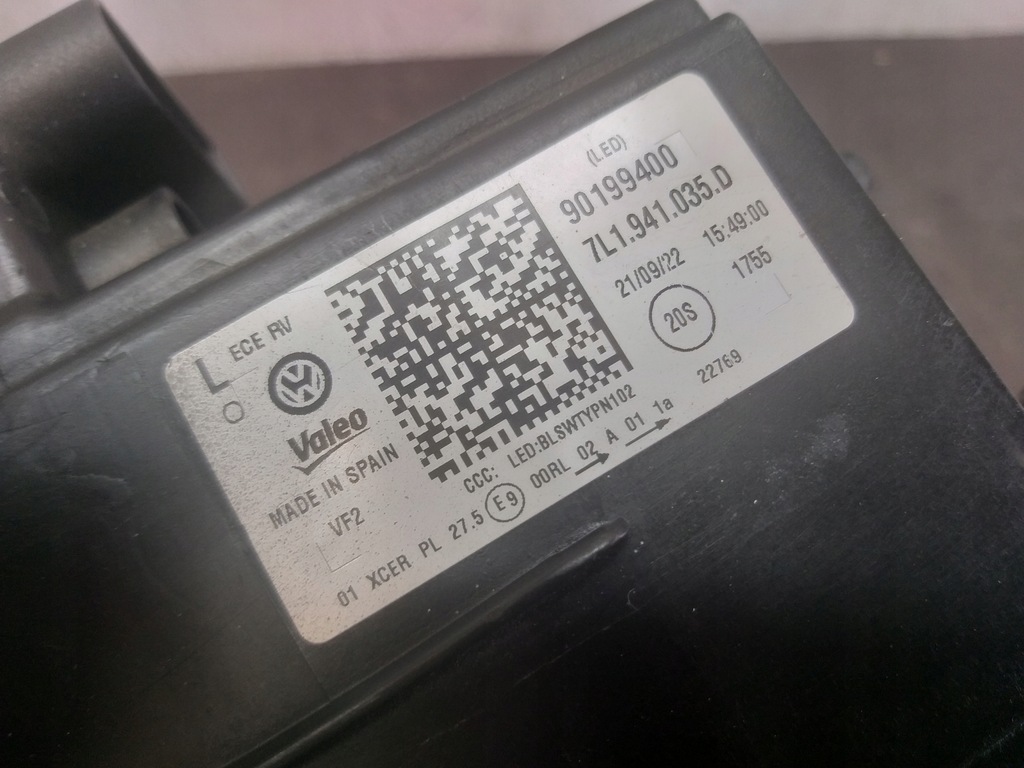 (LED)
90199400
7L1.941.035.D
21/09/22 15:49:00
20S
1755
22769
L ECE RV
VW
Valeo
MADE IN SPAIN
VF2
CCC: LED:BLSWTYPN102
01 XCER PL 27.5 E9 00RL 02 A 01 1a